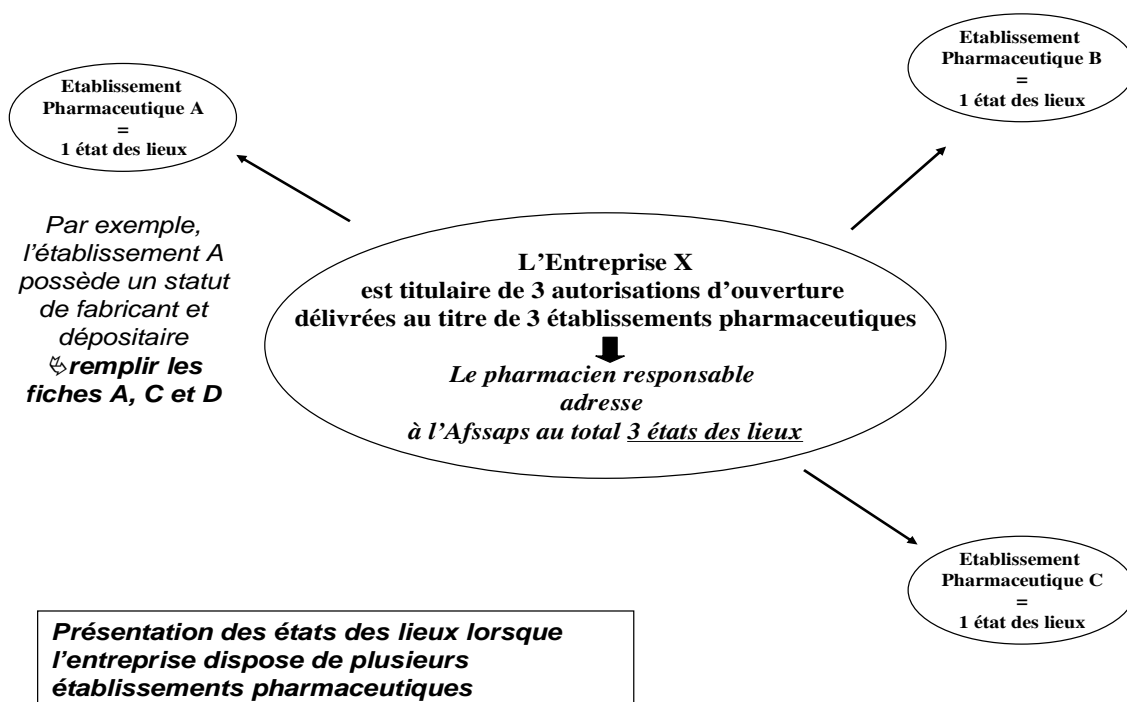 Etablissement
Pharmaceutique A
=
1 état des lieux
Etablissement
Pharmaceutique B
=
1 état des lieux
Par exemple,
l’établissement A
possède un statut
de fabricant et
dépositaire
↳remplir les
fiches A, C et D
L’Entreprise X
est titulaire de 3 autorisations d’ouverture
délivrées au titre de 3 établissements pharmaceutiques
Le pharmacien responsable
adresse
à l’Afssaps au total 3 états des lieux
Etablissement
Pharmaceutique C
=
1 état des lieux
Présentation des états des lieux lorsque
l’entreprise dispose de plusieurs
établissements pharmaceutiques